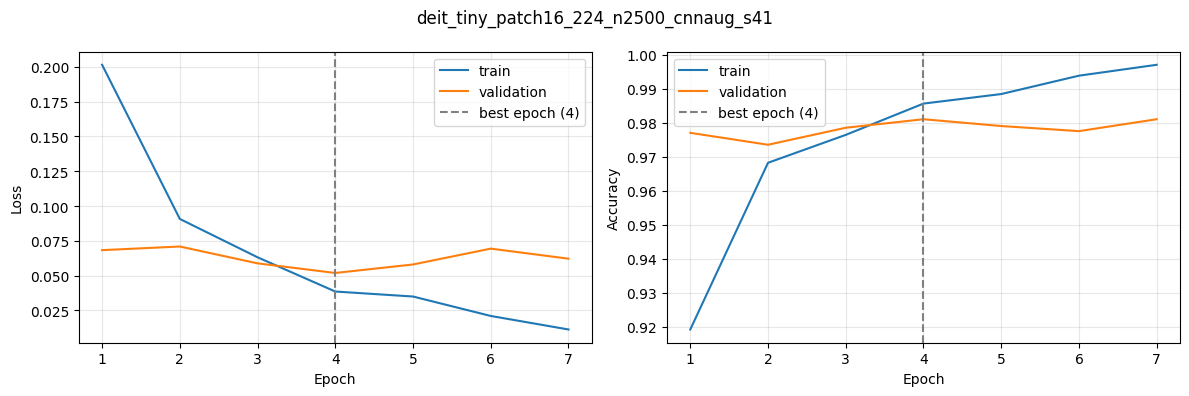 deit_tiny_patch16_224_n2500_cnnaug_s41
Loss
0.200
0.175
0.150
0.125
0.100
0.075
0.050
0.025
train
validation
best epoch (4)
1 2 3 4 5 6 7
Epoch
Accuracy
1.00
0.99
0.98
0.97
0.96
0.95
0.94
0.93
0.92
train
validation
best epoch (4)
1 2 3 4 5 6 7
Epoch